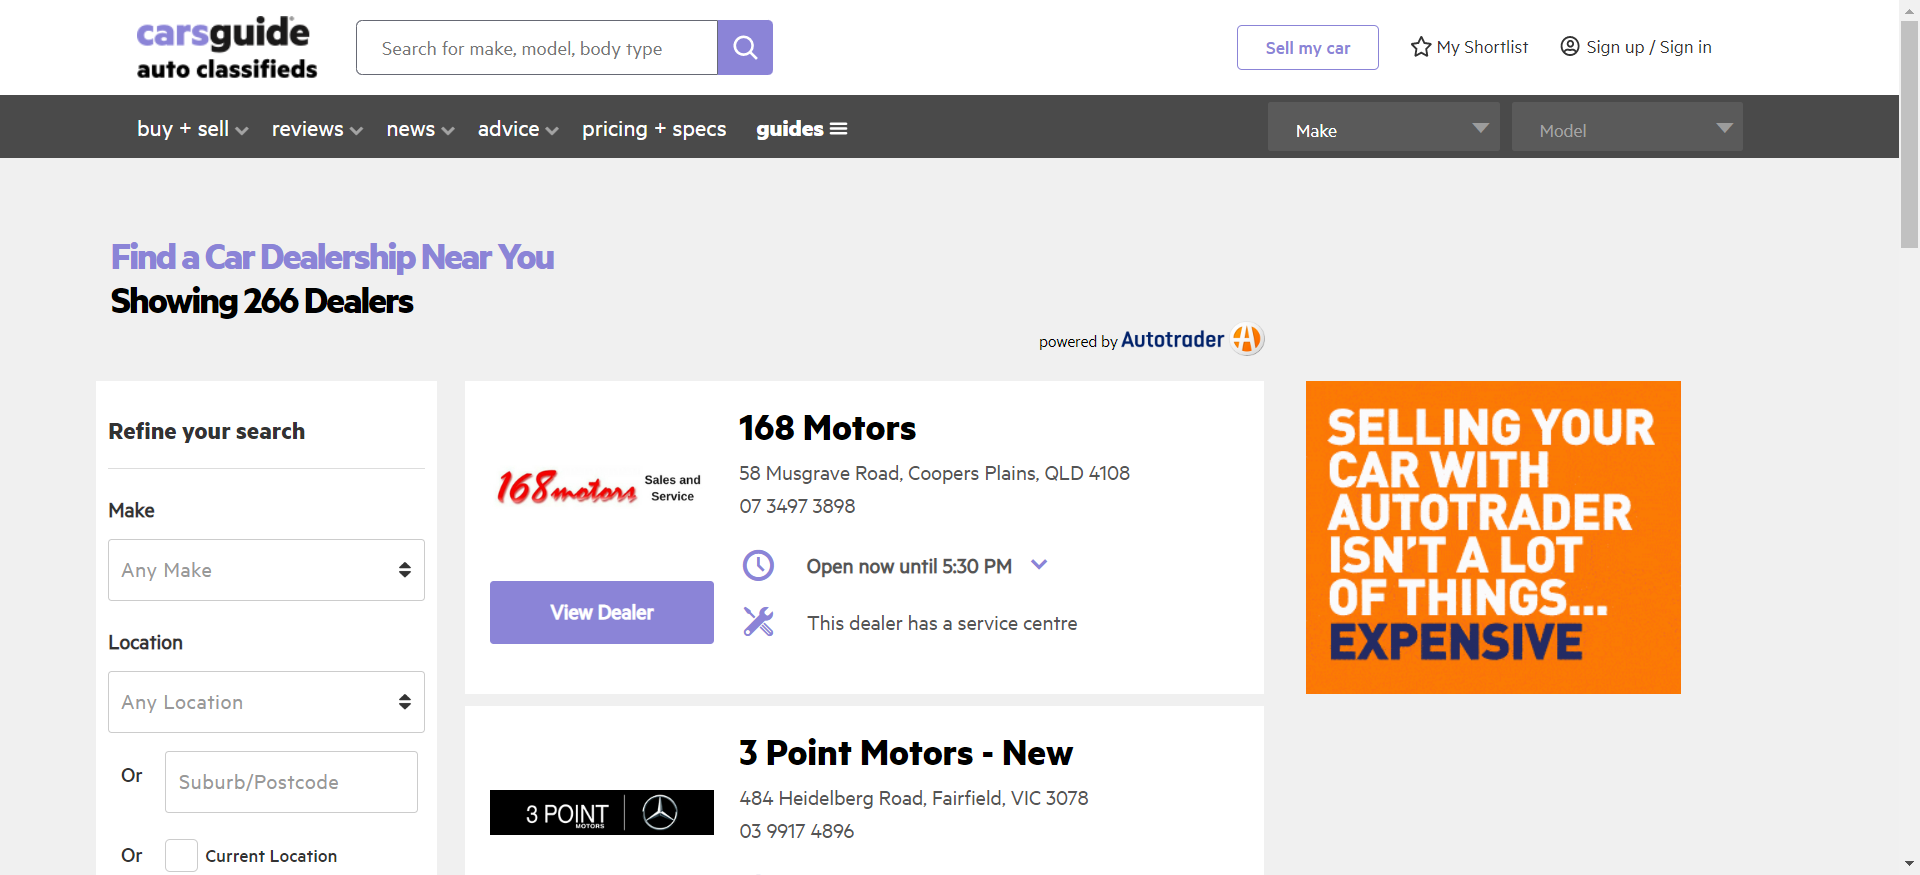 carsguide
auto classifieds
Search for make, model, body type
Sell my car
My Shortlist
Sign up / Sign in
buy + sell
reviews
news
advice
pricing + specs
guides
Make
Model
Find a Car Dealership Near You
Showing 266 Dealers
powered by Autotrader
Refine your search
Make
Any Make
Location
Any Location
Or
Suburb/Postcode
Or
Current Location
168 motors
Sales and
Service
View Dealer
168 Motors
58 Musgrave Road, Coopers Plains, QLD 4108
07 3497 3898
Open now until 5:30 PM
This dealer has a service centre
3 POINT
MOTORS
3 Point Motors - New
484 Heidelberg Road, Fairfield, VIC 3078
03 9917 4896
SELLING YOUR
CAR WITH
AUTOTRADER
ISN'T A LOT
OF THINGS...
EXPENSIVE